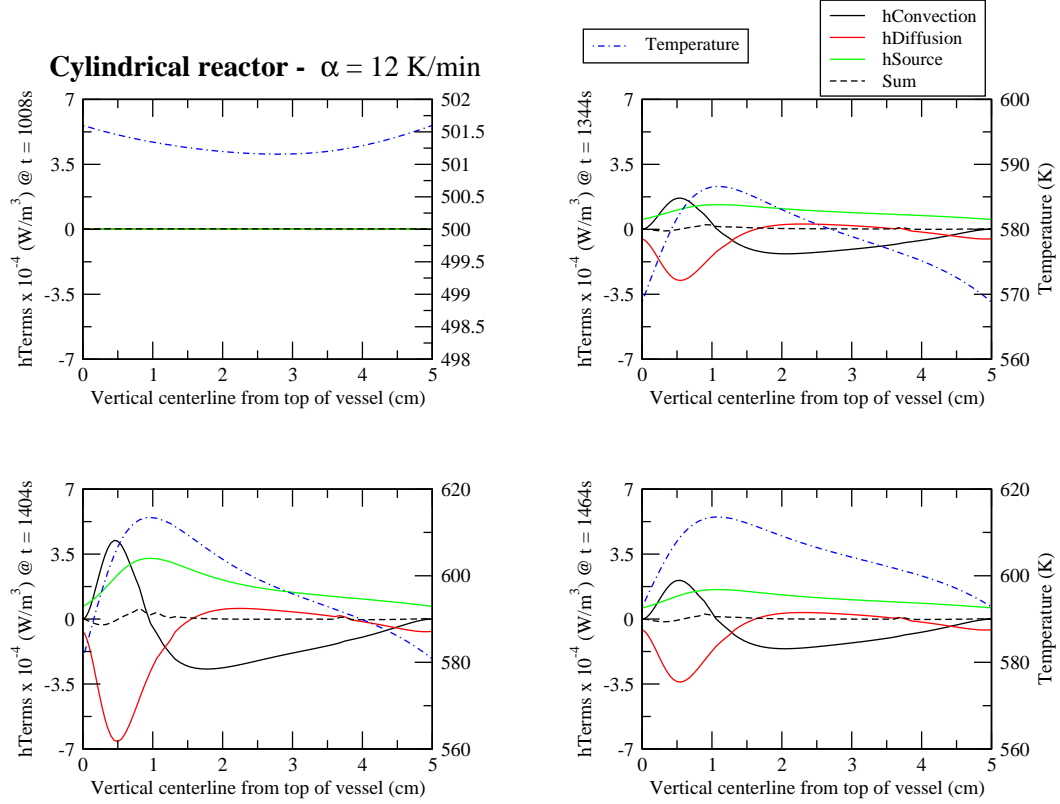 Temperature
hConvection
hDiffusion
hSource
Sum
Cylindrical reactor - α = 12 K/min
hTerms x 10^-4 (W/m^3) @ t = 1008s
7
3.5
0
-3.5
-7
502
501.5
501
500.5
500
499.5
499
498.5
498
0 1 2 3 4 5
Vertical centerline from top of vessel (cm)
hTerms x 10^-4 (W/m^3) @ t = 1344s
7
3.5
0
-3.5
-7
600
590
580
570
560
Temperature (K)
0 1 2 3 4 5
Vertical centerline from top of vessel (cm)
hTerms x 10^-4 (W/m^3) @ t = 1404s
7
3.5
0
-3.5
-7
620
600
580
560
0 1 2 3 4 5
Vertical centerline from top of vessel (cm)
hTerms x 10^-4 (W/m^3) @ t = 1464s
7
3.5
0
-3.5
-7
620
600
580
560
Temperature (K)
0 1 2 3 4 5
Vertical centerline from top of vessel (cm)